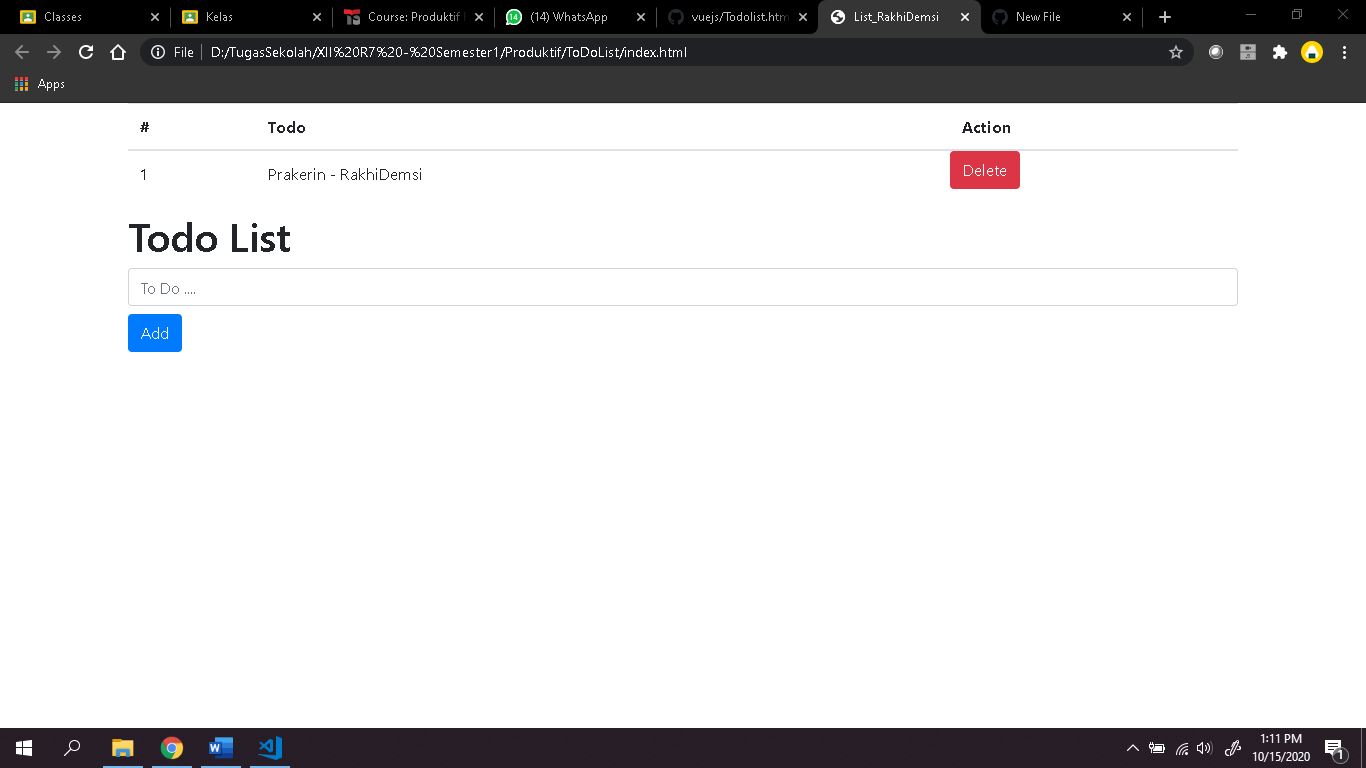 Classes
Kelas
Course: Produktif
(14) WhatsApp
vuejs/Todolist.htm
List_RakhiDemsi
New File
File
D:/TugasSekolah/XII%20R7%20-%20Semester1/Produktif/ToDoList/index.html
Apps
# Todo Action
1 Prakerin - RakhiDemsi Delete
Todo List
To Do ....
Add
1:11 PM
10/15/2020
1